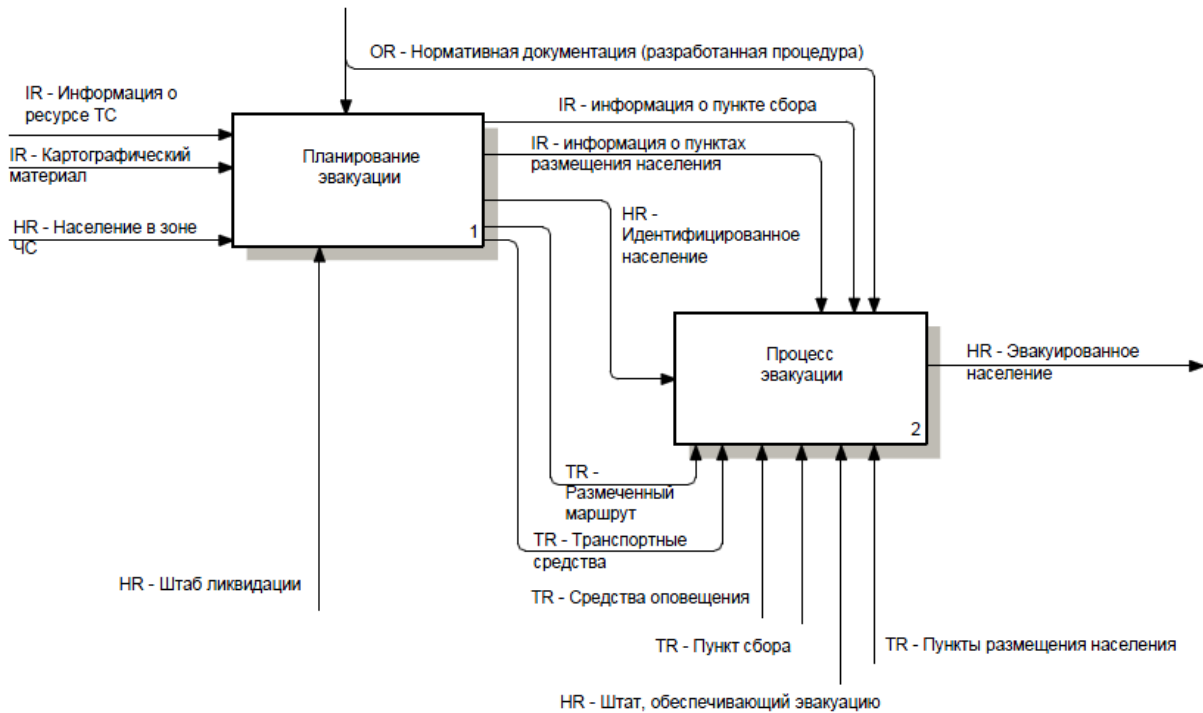 OR - Нормативная документация (разработанная процедура)
IR - Информация о
ресурсе ТС
IR - информация о пункте сбора
IR - Картографический
материал
Планирование
эвакуации
1
IR - информация о пунктах
размещения населения
HR - Население в зоне
ЧС
HR -
Идентифицированное
население
Процесс
эвакуации
2
HR - Эвакуированное
население
TR -
Размеченный
маршрут
TR - Транспортные
средства
HR - Штаб ликвидации
TR - Средства оповещения
TR - Пункт сбора
TR - Пункты размещения населения
HR - Штат, обеспечивающий эвакуацию